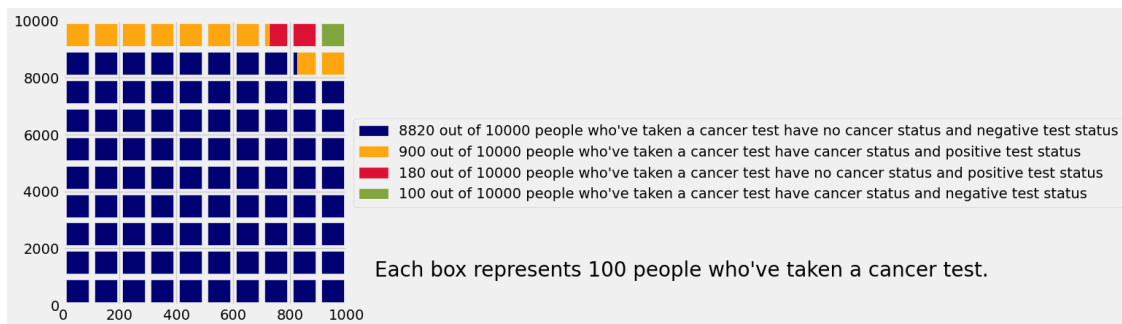 10000
8000
6000
4000
2000
0
0 200 400 600 800 1000
8820 out of 10000 people who've taken a cancer test have no cancer status and negative test status
900 out of 10000 people who've taken a cancer test have cancer status and positive test status
180 out of 10000 people who've taken a cancer test have no cancer status and positive test status
100 out of 10000 people who've taken a cancer test have cancer status and negative test status
Each box represents 100 people who've taken a cancer test.